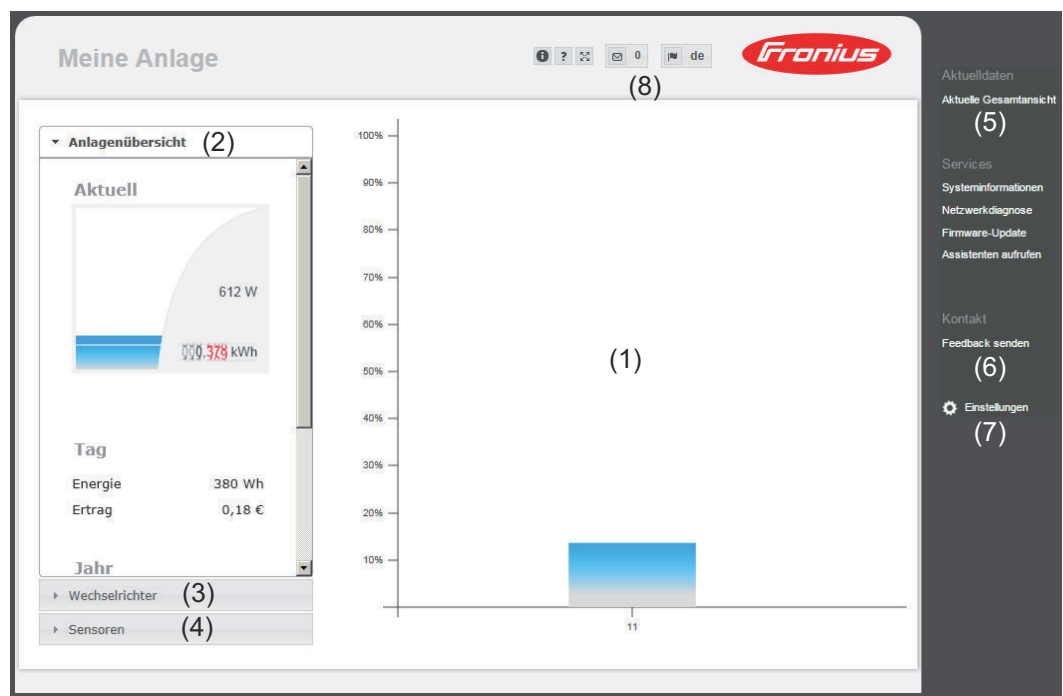 Meine Anlage
i ? 0 de
Fronius
(8)
Anlagenübersicht (2)
Aktuell
612 W
000.379 kWh
Tag
Energie 380 Wh
Ertrag 0,18 €
Jahr
Wechselrichter (3)
Sensoren (4)
100%
90%
80%
70%
60%
50%
40%
30%
20%
10%
(1)
11
Aktuelldaten
Aktuelle Gesamtansicht
(5)
Services
Systeminformationen
Netzwerkdiagnose
Firmware-Update
Assistenten aufrufen
Kontakt
Feedback senden
(6)
Einstellungen
(7)